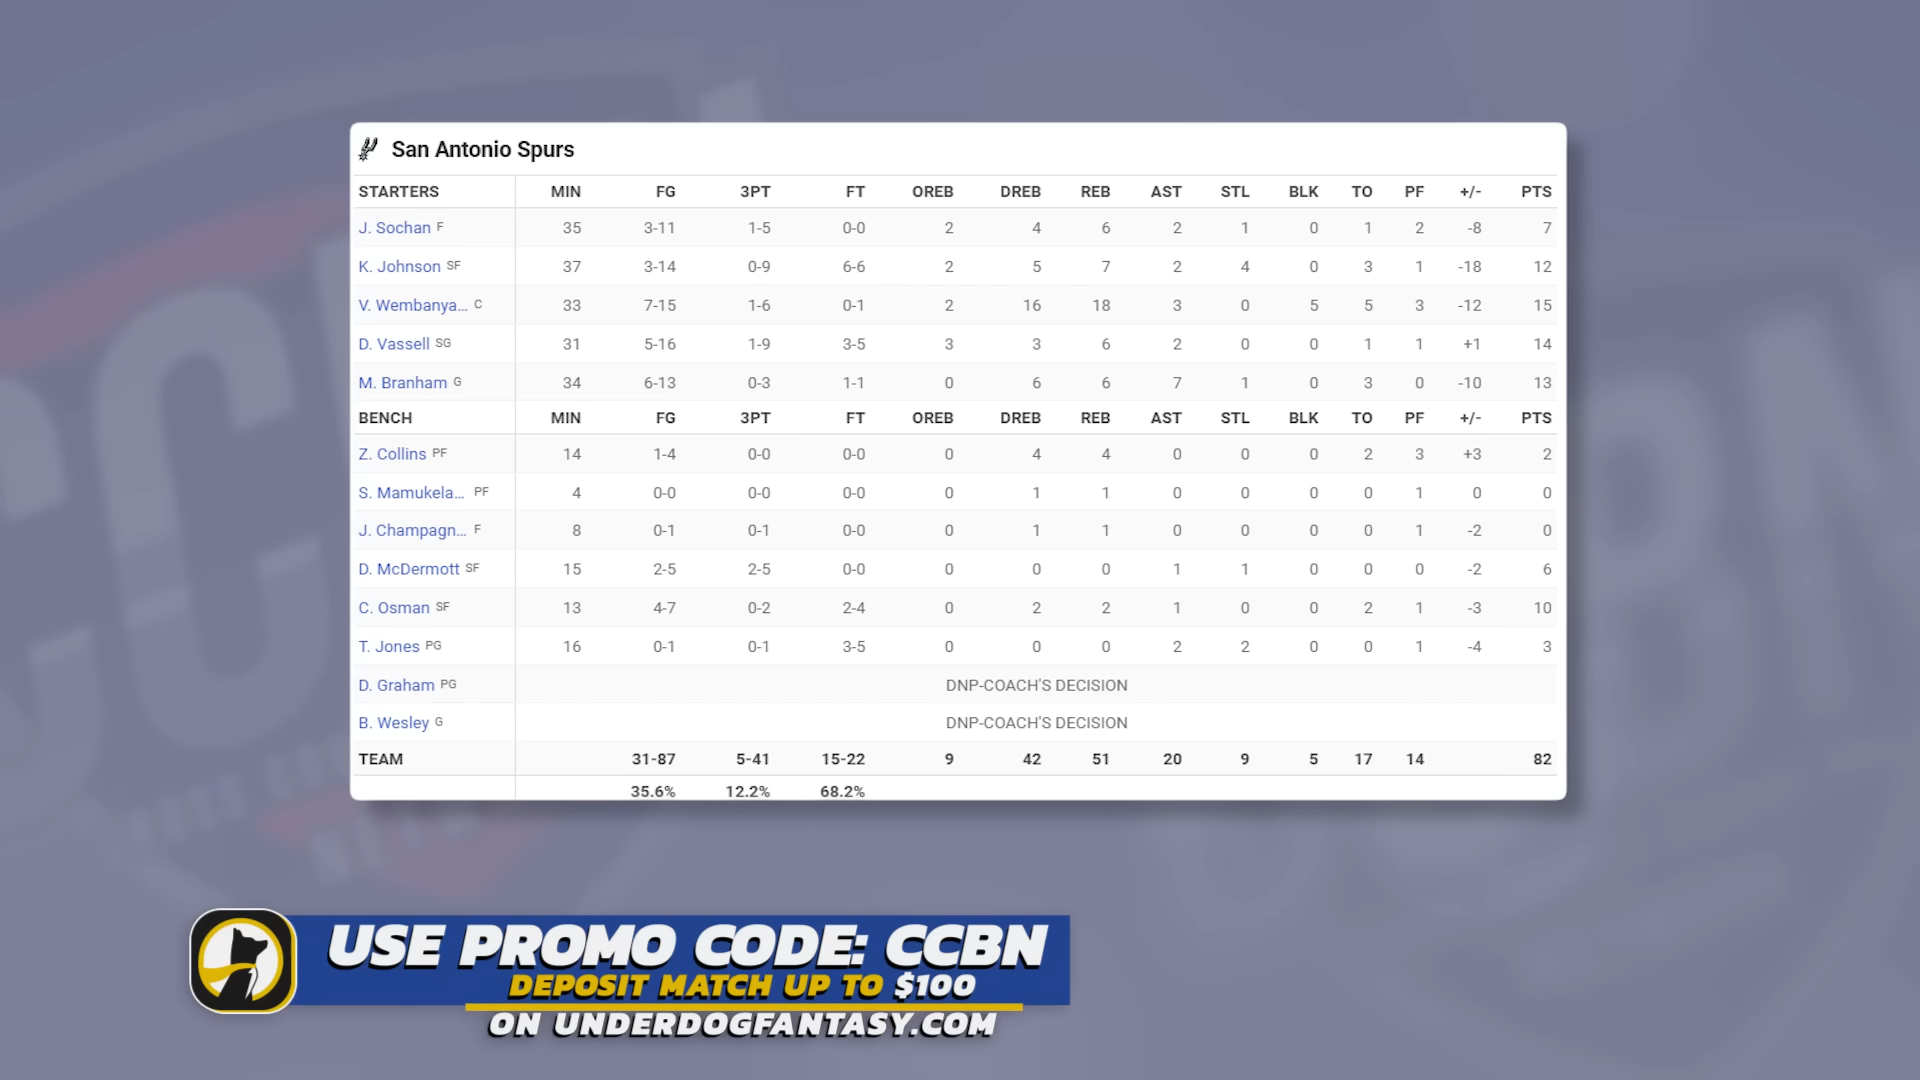 San Antonio Spurs
STARTERS MIN FG 3PT FT OREB DREB REB AST STL BLK TO PF +/- PTS
J. Sochan F 35 3-11 1-5 0-0 2 4 6 2 1 0 1 2 -8 7
K. Johnson SF 37 3-14 0-9 6-6 2 5 7 2 4 0 3 1 -18 12
V. Wembanya... C 33 7-15 1-6 0-1 2 16 18 3 0 5 5 3 -12 15
D. Vassell SG 31 5-16 1-9 3-5 3 3 6 2 0 0 1 1 +1 14
M. Branham G 34 6-13 0-3 1-1 0 6 6 7 1 0 3 0 -10 13
BENCH MIN FG 3PT FT OREB DREB REB AST STL BLK TO PF +/- PTS
Z. Collins PF 14 1-4 0-0 0-0 0 4 4 0 0 0 2 3 +3 2
S. Mamukela... PF 4 0-0 0-0 0-0 0 1 1 0 0 0 0 1 0 0
J. Champagn... F 8 0-1 0-1 0-0 0 1 1 0 0 0 0 1 -2 0
D. McDermott SF 15 2-5 2-5 0-0 0 0 0 1 1 0 0 0 -2 6
C. Osman SF 13 4-7 0-2 2-4 0 2 2 1 0 0 2 1 -3 10
T. Jones PG 16 0-1 0-1 3-5 0 0 0 2 2 0 0 1 -4 3
D. Graham PG DNP-COACH'S DECISION
B. Wesley G DNP-COACH'S DECISION
TEAM 31-87 5-41 15-22 9 42 51 20 9 5 17 14 82
35.6% 12.2% 68.2%
USE PROMO CODE: CCBN
DEPOSIT MATCH UP TO $100
ON UNDERDOGFANTASY.COM